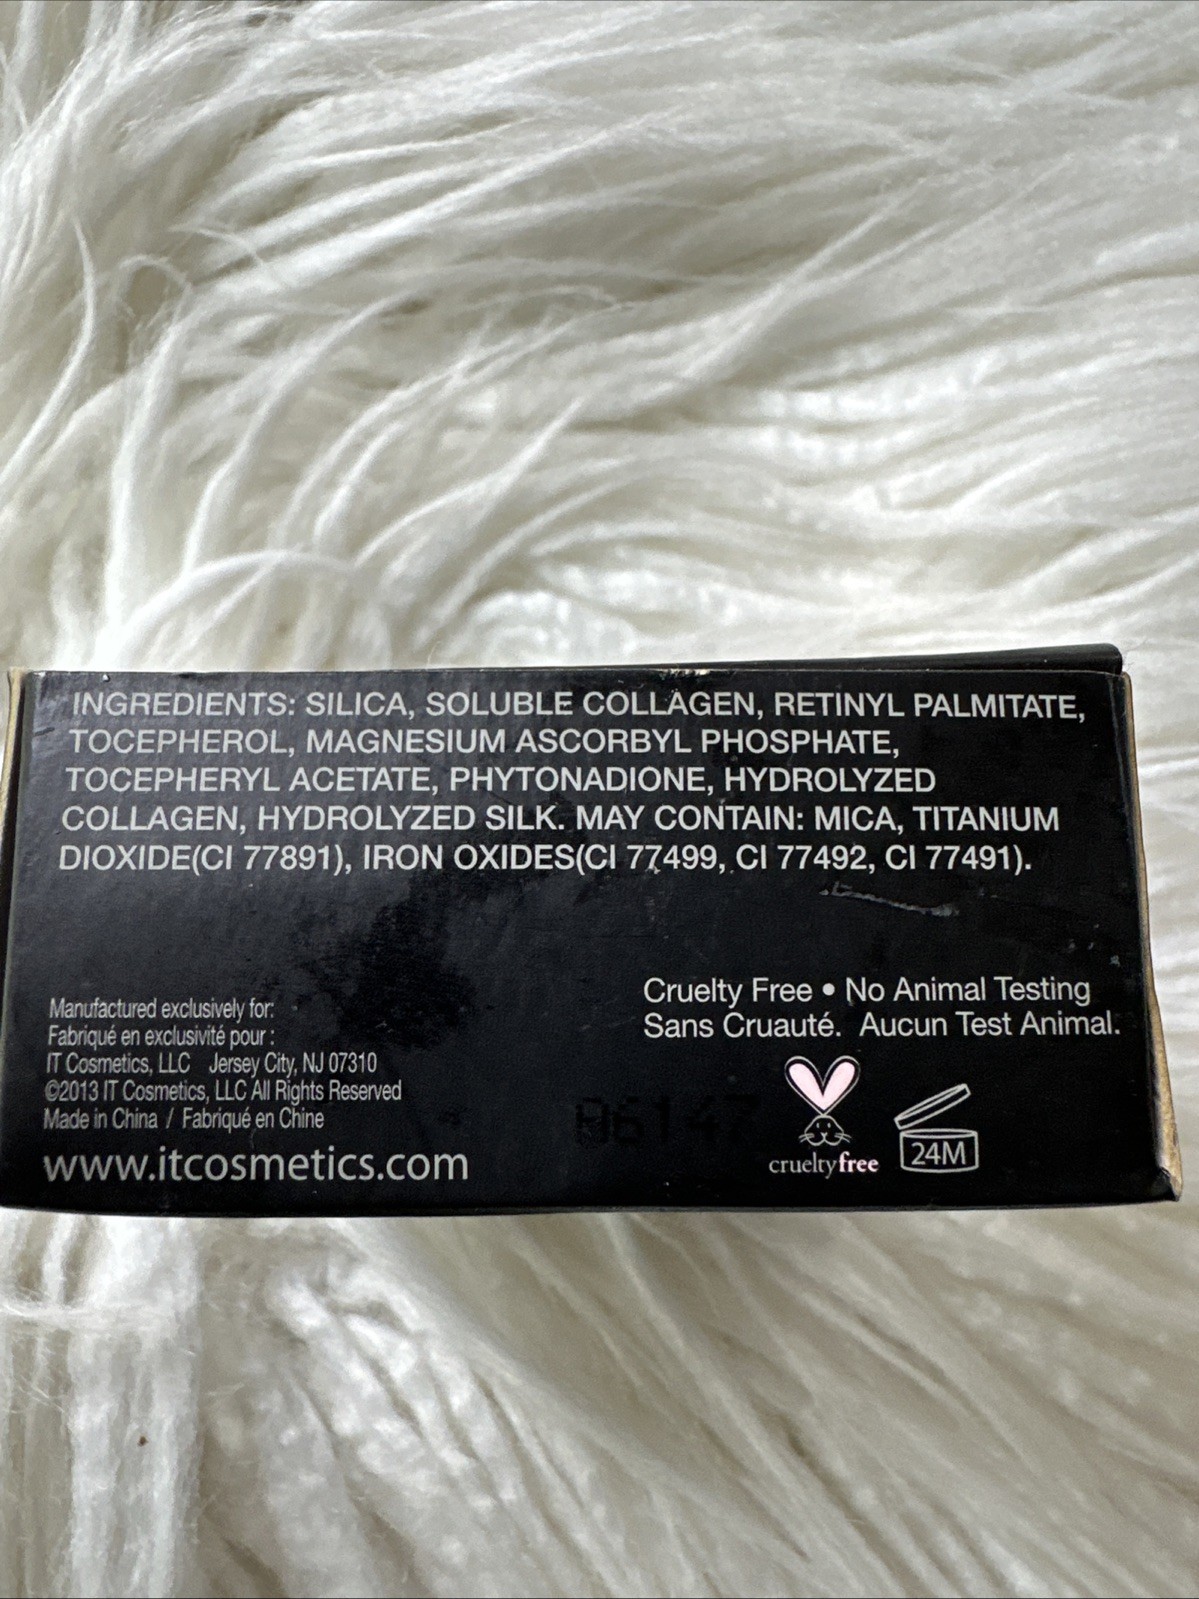 INGREDIENTS: SILICA, SOLUBLE COLLAGEN, RETINYL PALMITATE,
TOCEPHEROL, MAGNESIUM ASCORBYL PHOSPHATE,
TOCEPHERYL ACETATE, PHYTONADIONE, HYDROLYZED
COLLAGEN, HYDROLYZED SILK. MAY CONTAIN: MICA, TITANIUM
DIOXIDE(CI 77891), IRON OXIDES(CI 77499, CI 77492, CI 77491).
Manufactured exclusively for:
Fabriqué en exclusivité pour :
IT Cosmetics, LLC Jersey City, NJ 07310
©2013 IT Cosmetics, LLC All Rights Reserved
Made in China / Fabriqué en Chine
www.itcosmetics.com
Cruelty Free • No Animal Testing
Sans Cruauté. Aucun Test Animal.
crueltyfree
24M